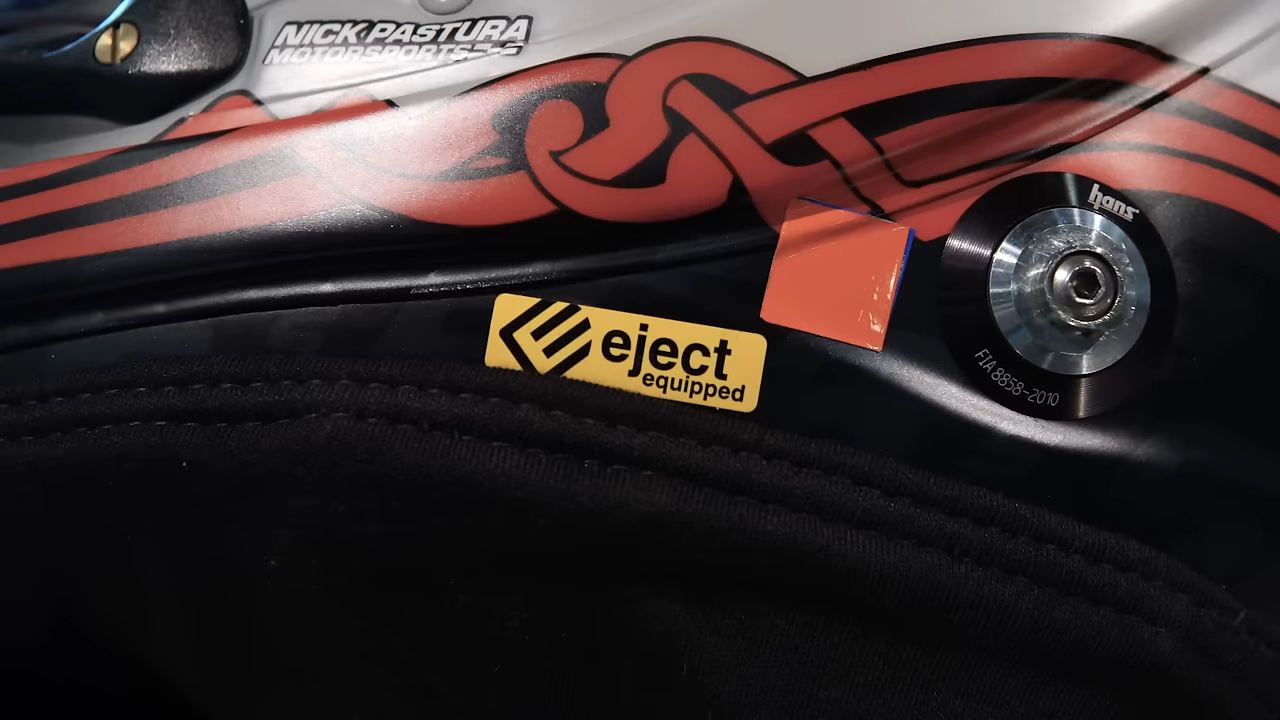 NICK PASTURA
MOTORSPORTS
hans
eject
equipped
FIA 8858-2010